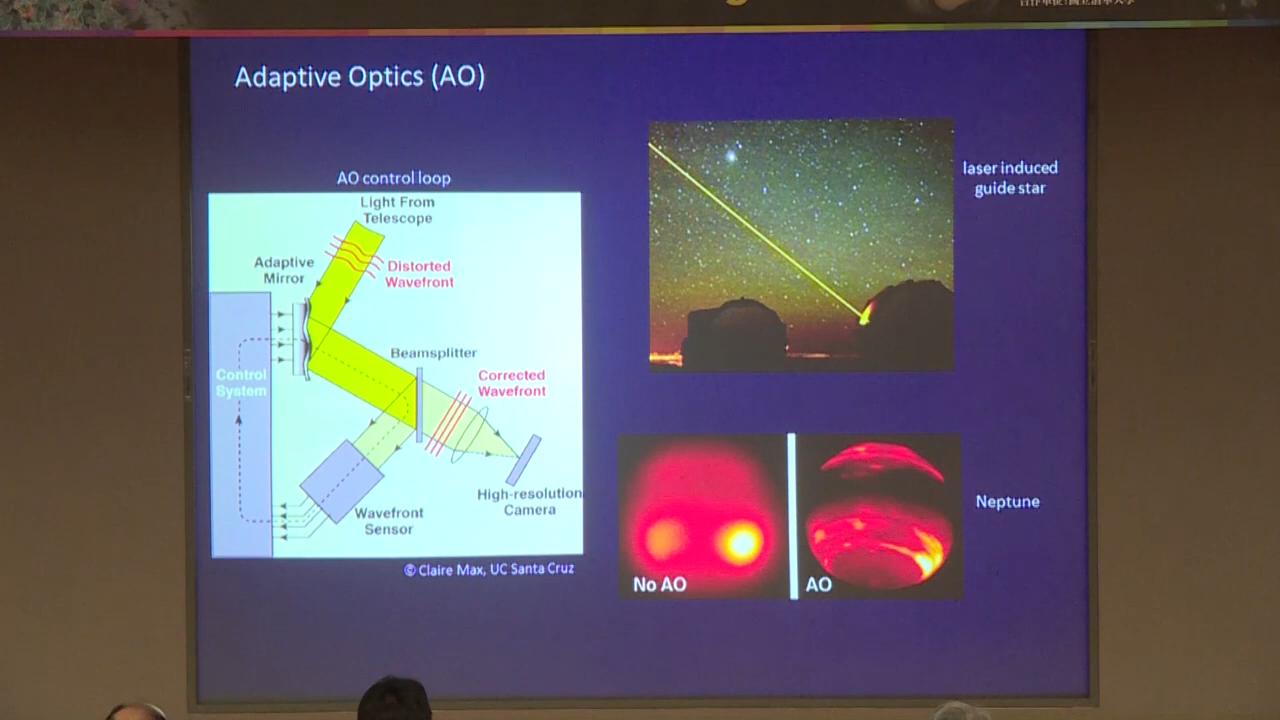 Adaptive Optics (AO)
AO control loop
Light From
Telescope
Adaptive
Mirror
Distorted
Wavefront
Beamsplitter
Control
System
Corrected
Wavefront
High-resolution
Camera
Wavefront
Sensor
© Claire Max, UC Santa Cruz
laser induced
guide star
No AO
AO
Neptune